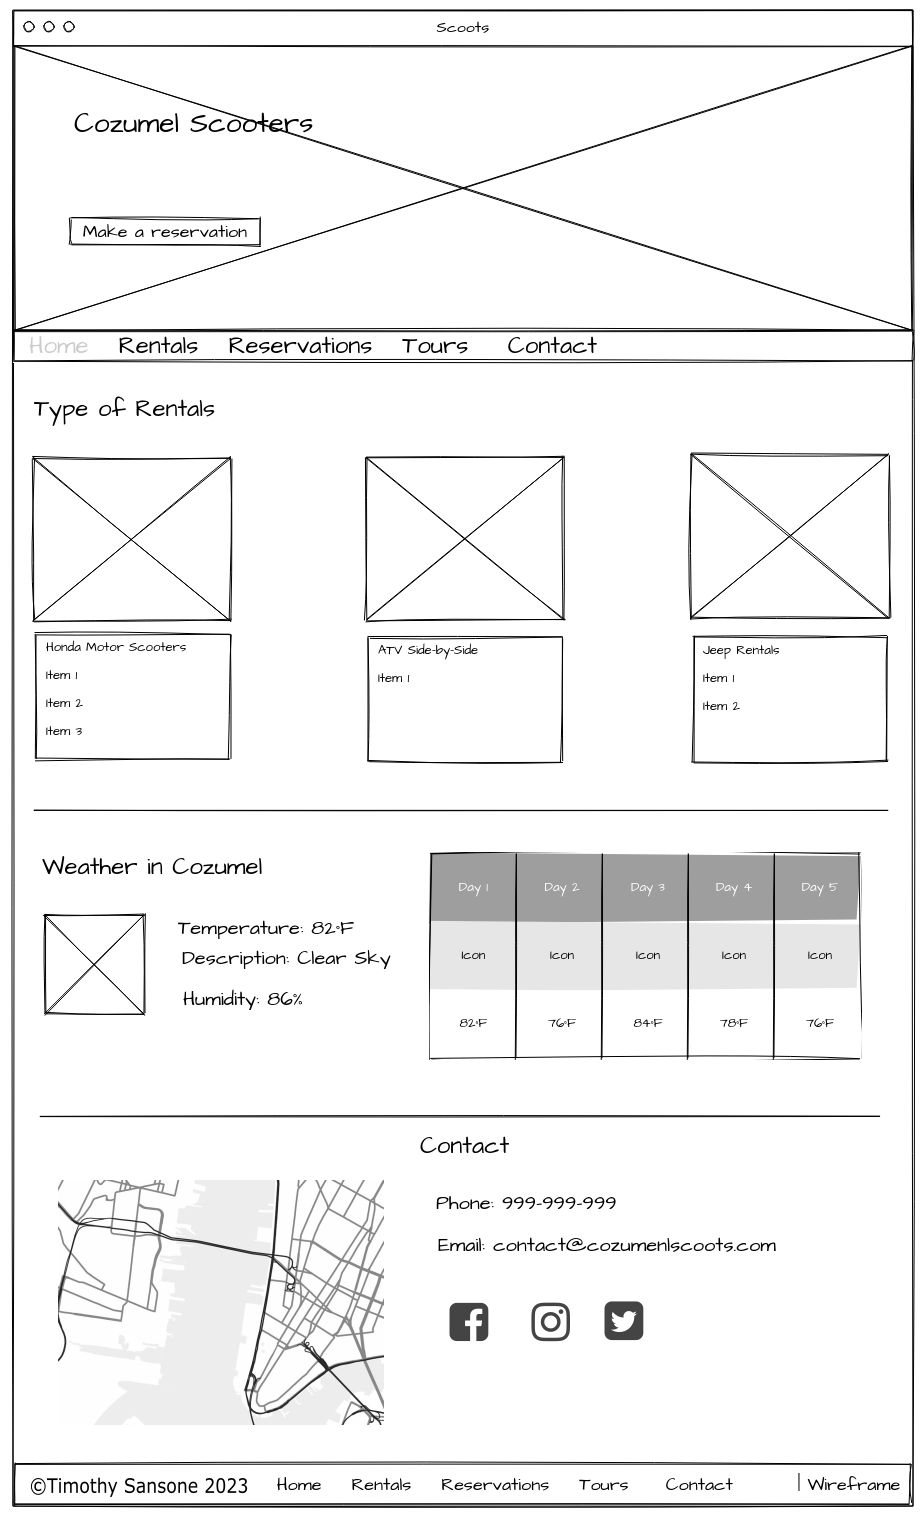 Scoots
Cozumel Scooters
Make a reservation
Home Rentals Reservations Tours Contact
Type of Rentals
Honda Motor Scooters
Item 1
Item 2
Item 3
ATV Side-by-Side
Item 1
Jeep Rentals
Item 1
Item 2
Weather in Cozumel
Temperature: 82°F
Description: Clear Sky
Humidity: 86%
Day 1 Day 2 Day 3 Day 4 Day 5
Icon Icon Icon Icon Icon
82°F 76°F 84°F 78°F 76°F
Contact
Phone: 999-999-999
Email: contact@cozumenlscoots.com
©Timothy Sansone 2023 Home Rentals Reservations Tours Contact | Wireframe